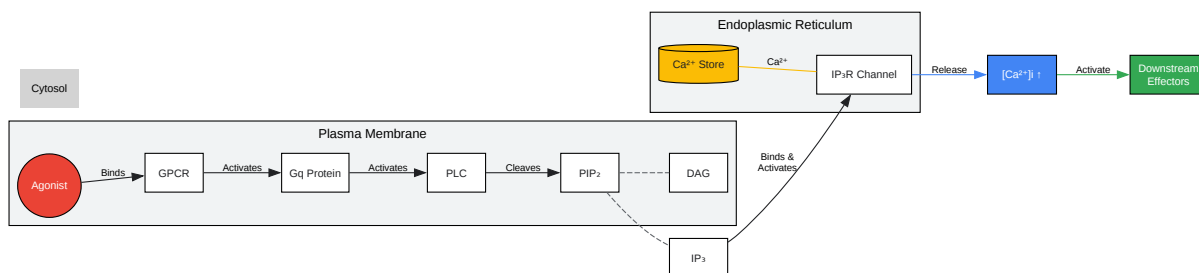 Endoplasmic Reticulum
Ca²⁺ Store
Ca²⁺
IP₃R Channel
Release
[Ca²⁺]i ↑
Activate
Downstream
Effectors
Cytosol
Plasma Membrane
Agonist
Binds
GPCR
Activates
Gq Protein
Activates
PLC
Cleaves
PIP₂
DAG
Binds &
Activates
IP₃